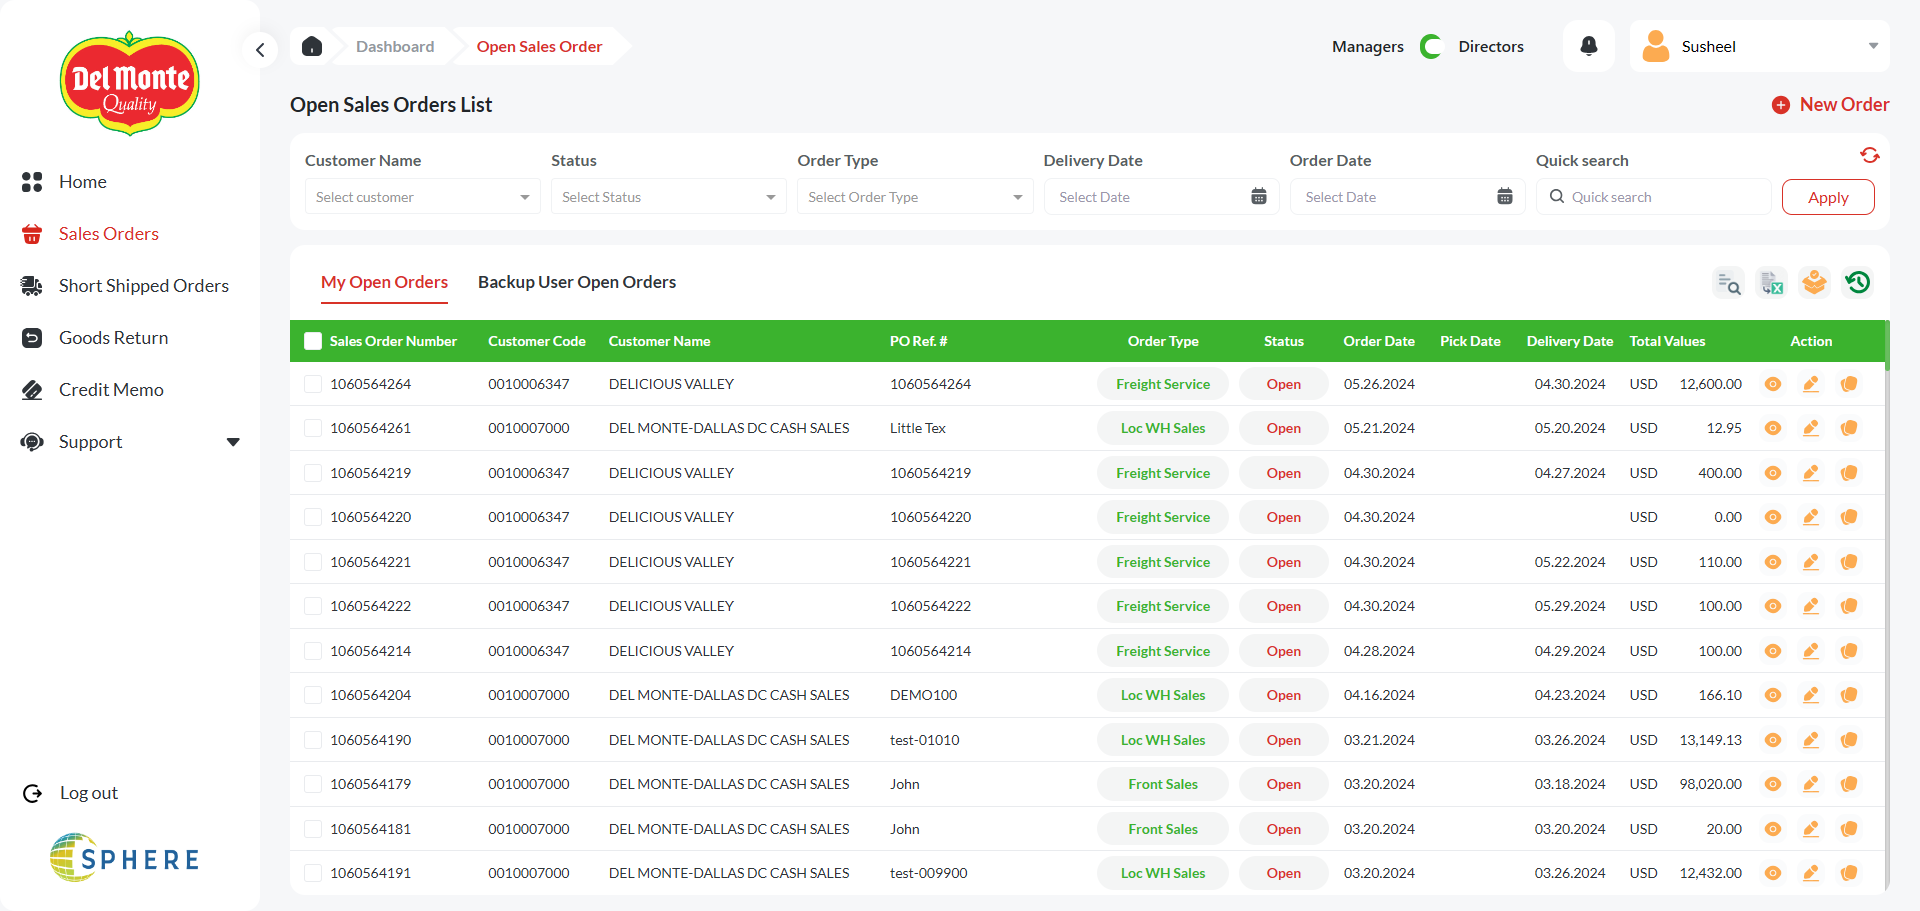 Del Monte
Quality
Dashboard
Open Sales Order
Managers
Directors
Susheel
Open Sales Orders List
New Order
Home
Sales Orders
Short Shipped Orders
Goods Return
Credit Memo
Support
Log out
SPHERE
Customer Name
Status
Order Type
Delivery Date
Order Date
Quick search
Select customer
Select Status
Select Order Type
Select Date
Select Date
Quick search
Apply
My Open Orders
Backup User Open Orders
Sales Order Number Customer Code Customer Name PO Ref. # Order Type Status Order Date Pick Date Delivery Date Total Values Action
1060564264 0010006347 DELICIOUS VALLEY 1060564264 Freight Service Open 05.26.2024 04.30.2024 USD 12,600.00
1060564261 0010007000 DEL MONTE-DALLAS DC CASH SALES Little Tex Loc WH Sales Open 05.21.2024 05.20.2024 USD 12.95
1060564219 0010006347 DELICIOUS VALLEY 1060564219 Freight Service Open 04.30.2024 04.27.2024 USD 400.00
1060564220 0010006347 DELICIOUS VALLEY 1060564220 Freight Service Open 04.30.2024 USD 0.00
1060564221 0010006347 DELICIOUS VALLEY 1060564221 Freight Service Open 04.30.2024 05.22.2024 USD 110.00
1060564222 0010006347 DELICIOUS VALLEY 1060564222 Freight Service Open 04.30.2024 05.29.2024 USD 100.00
1060564214 0010006347 DELICIOUS VALLEY 1060564214 Freight Service Open 04.28.2024 04.29.2024 USD 100.00
1060564204 0010007000 DEL MONTE-DALLAS DC CASH SALES DEMO100 Loc WH Sales Open 04.16.2024 04.23.2024 USD 166.10
1060564190 0010007000 DEL MONTE-DALLAS DC CASH SALES test-01010 Loc WH Sales Open 03.21.2024 03.26.2024 USD 13,149.13
1060564179 0010007000 DEL MONTE-DALLAS DC CASH SALES John Front Sales Open 03.20.2024 03.18.2024 USD 98,020.00
1060564181 0010007000 DEL MONTE-DALLAS DC CASH SALES John Front Sales Open 03.20.2024 03.20.2024 USD 20.00
1060564191 0010007000 DEL MONTE-DALLAS DC CASH SALES test-009900 Loc WH Sales Open 03.20.2024 03.26.2024 USD 12,432.00